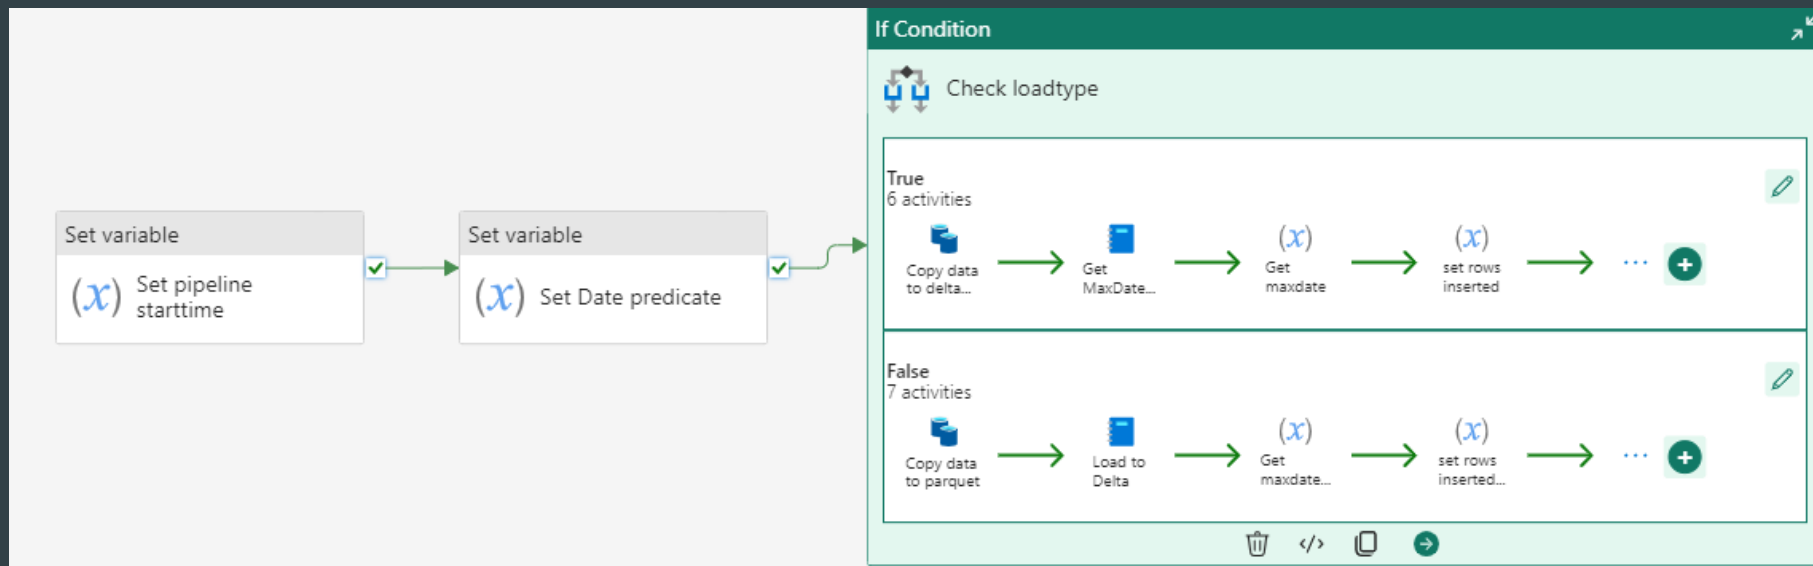 If Condition
Check loadtype
Set variable
(x)
Set pipeline
starttime
Set variable
(x)
Set Date predicate
True
6 activities
Copy data
to delta...
Get
MaxDate...
(x)
Get
maxdate
(x)
set rows
inserted
...
+
False
7 activities
Copy data
to parquet
Load to
Delta
(x)
Get
maxdate...
(x)
set rows
inserted...
...
+
</>